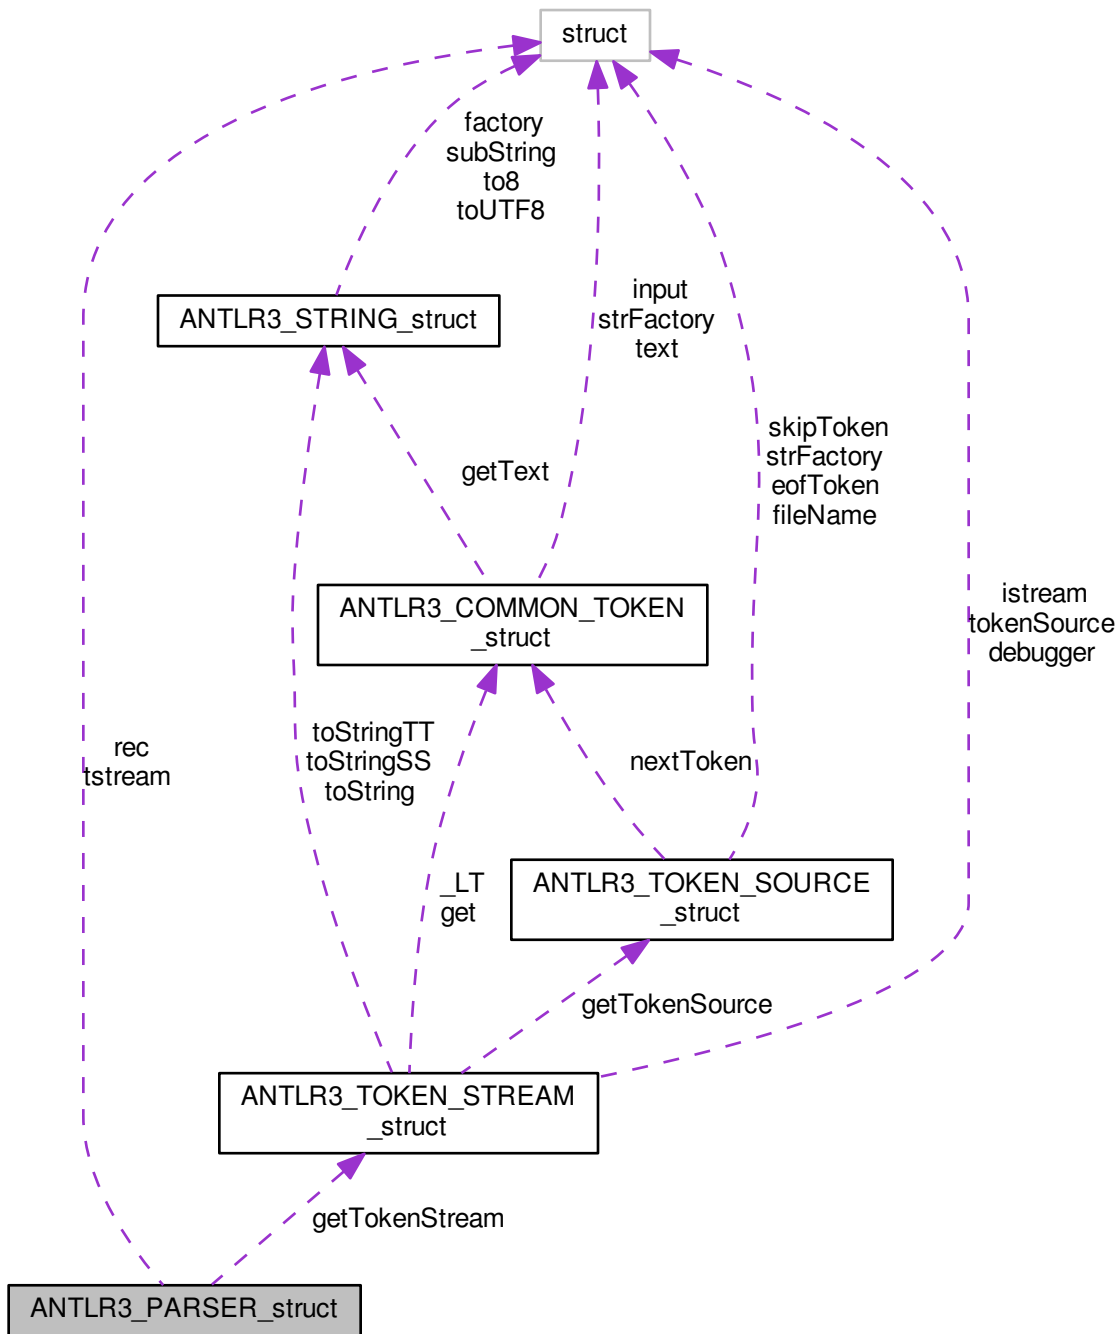 struct
factory
subString
to8
toUTF8
ANTLR3_STRING_struct
input
strFactory
text
getText
skipToken
strFactory
eofToken
fileName
ANTLR3_COMMON_TOKEN
_struct
istream
tokenSource
debugger
rec
tstream
toStringTT
toStringSS
toString
nextToken
_LT
get
ANTLR3_TOKEN_SOURCE
_struct
getTokenSource
ANTLR3_TOKEN_STREAM
_struct
getTokenStream
ANTLR3_PARSER_struct